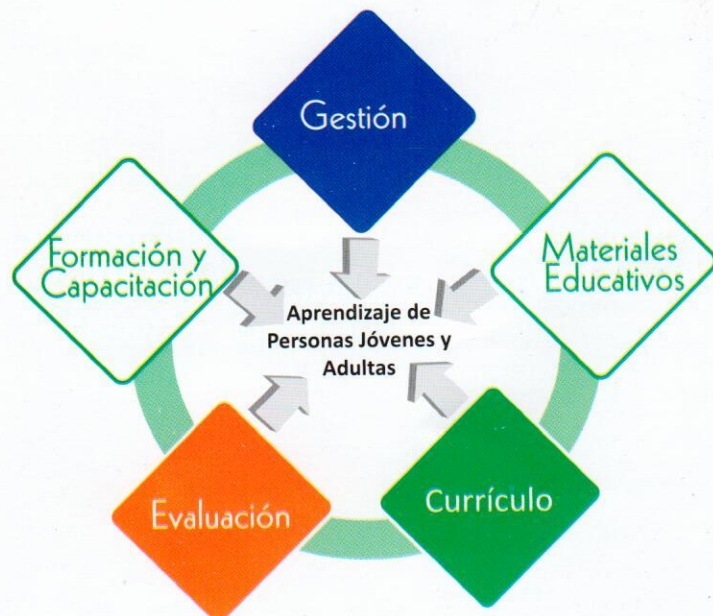 Gestión
Formación y
Capacitación
Materiales
Educativos
Aprendizaje de
Personas Jóvenes y
Adultas
Evaluación
Currículo